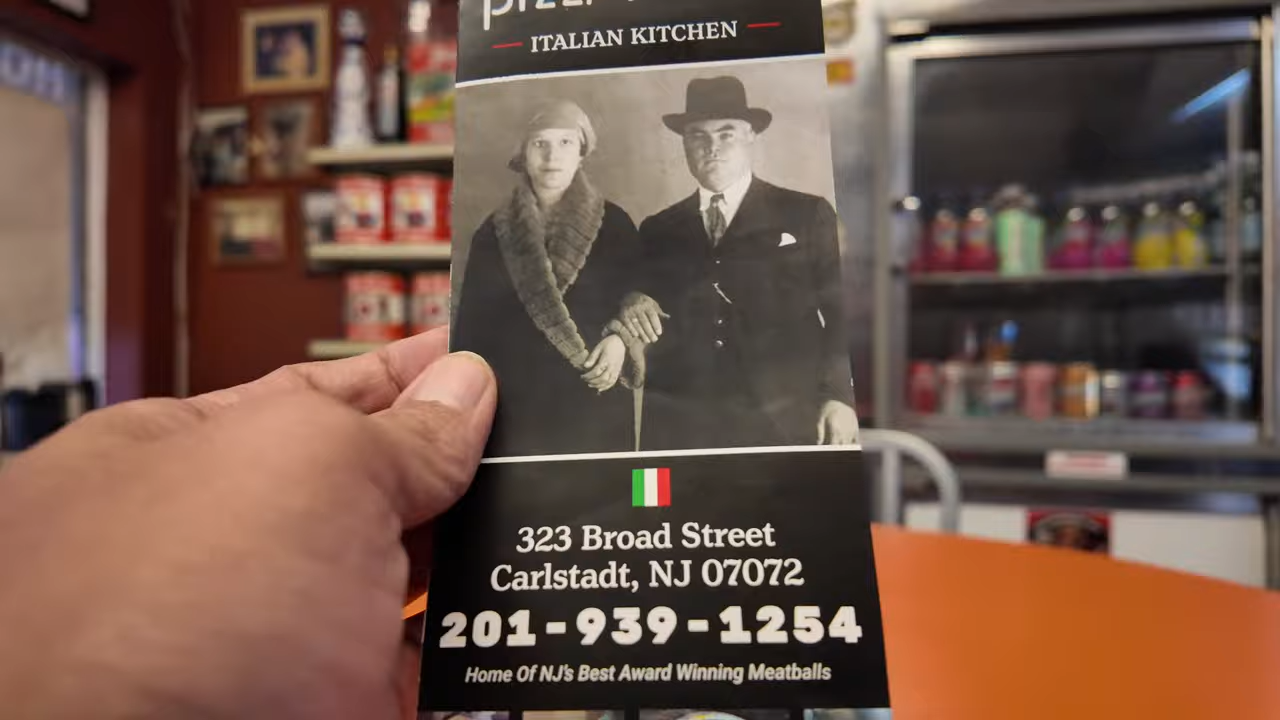 ITALIAN KITCHEN
323 Broad Street
Carlstadt, NJ 07072
201-939-1254
Home Of NJ's Best Award Winning Meatballs